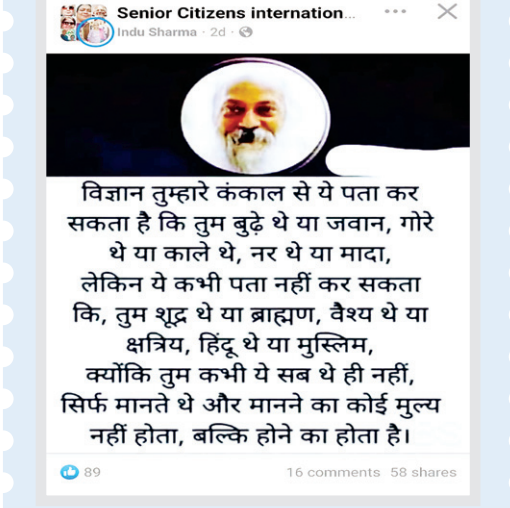 Senior Citizens internation...
Indu Sharma · 2d ·
विज्ञान तुम्हारे कंकाल से ये पता कर
सकता है कि तुम बुढ़े थे या जवान, गोरे
थे या काले थे, नर थे या मादा,
लेकिन ये कभी पता नहीं कर सकता
कि, तुम शूद्र थे या ब्राह्मण, वैश्य थे या
क्षत्रिय, हिंदू थे या मुस्लिम,
क्योंकि तुम कभी ये सब थे ही नहीं,
सिर्फ मानते थे और मानने का कोई मुल्य
नहीं होता, बल्कि होने का होता है।
89
16 comments 58 shares